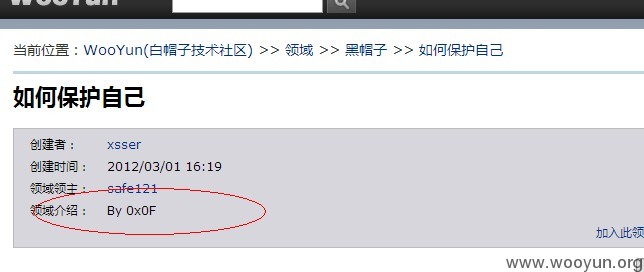 WooYun
当前位置：WooYun(白帽子技术社区) >> 领域 >> 黑帽子 >> 如何保护自己
如何保护自己
创建者： xsser
创建时间： 2012/03/01 16:19
领域领主： safe121
领域介绍： By 0x0F
加入此领
www.wooyun.org